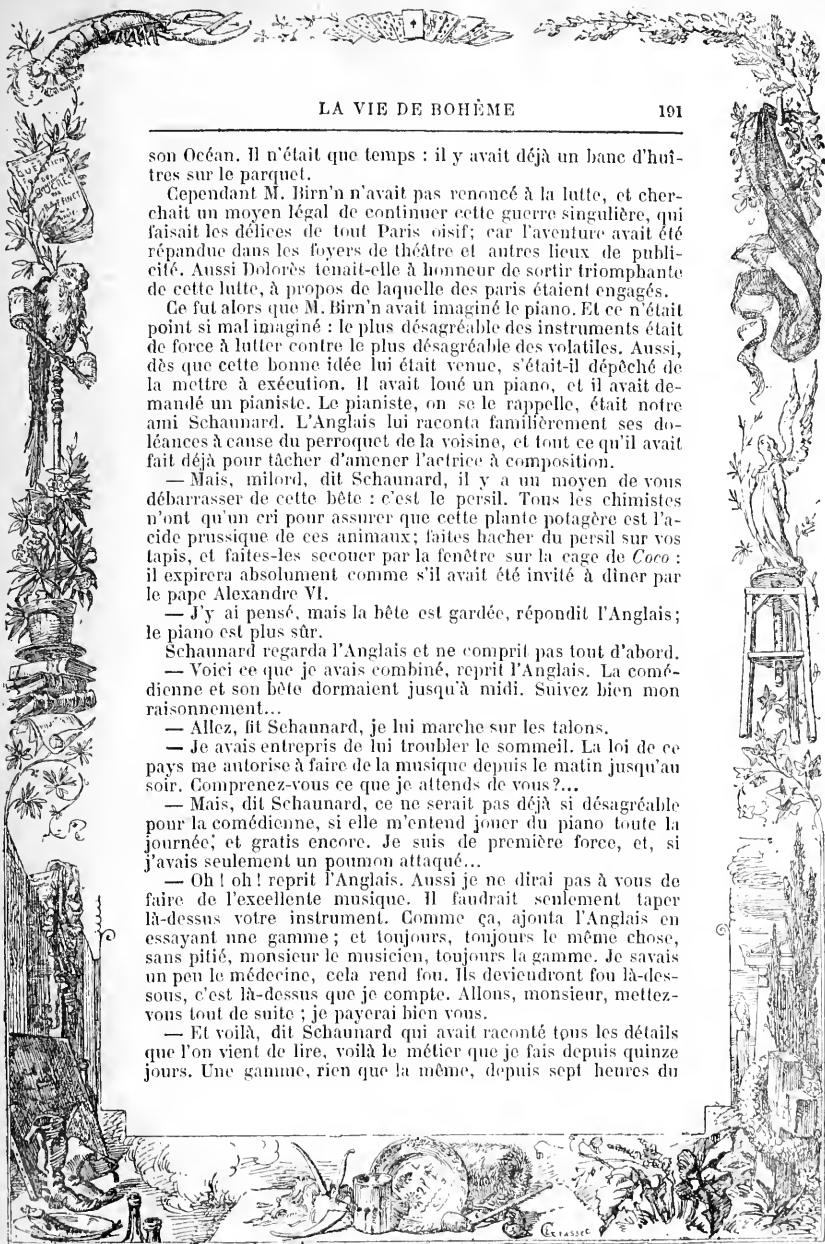 LA VIE DE BOHÈME 191
son Océan. Il n'était que temps : il y avait déjà un banc d'huî-
tres sur le parquet.
Cependant M. Birn'n n'avait pas renoncé à la lutte, et cher-
chait un moyen légal de continuer cette guerre singulière, qui
faisait les délices de tout Paris oisif; car l'aventure avait été
répandue dans les foyers de théâtre et autres lieux de publi-
cité. Aussi Dolorès tenait-elle à honneur de sortir triomphante
de cette lutte, à propos de laquelle des paris étaient engagés.
Ce fut alors que M. Birn'n avait imaginé le piano. Et ce n'était
point si mal imaginé : le plus désagréable des instruments était
de force à lutter contre le plus désagréable des volatiles. Aussi,
dès que cette bonne idée lui était venue, s'était-il dépêché de
la mettre à exécution. Il avait loué un piano, et il avait de-
mandé un pianiste. Le pianiste, on se le rappelle, était notre
ami Schaunard. L'Anglais lui raconta familièrement ses do-
léances à cause du perroquet de la voisine, et tout ce qu'il avait
fait déjà pour tâcher d'amener l'actrice à composition.
— Mais, milord, dit Schaunard, il y a un moyen de vous
débarrasser de cette bête : c'est le persil. Tous les chimistes
n'ont qu'un cri pour assurer que cette plante potagère est l'a-
cide prussique de ces animaux; faites hacher du persil sur vos
tapis, et faites-les secouer par la fenêtre sur la cage de Coco :
il expirera absolument comme s'il avait été invité à dîner par
le pape Alexandre VI.
— J'y ai pensé, mais la bête est gardée, répondit l'Anglais;
le piano est plus sûr.
Schaunard regarda l'Anglais et ne comprit pas tout d'abord.
— Voici ce que je avais combiné, reprit l'Anglais. La comé-
dienne et son bête dormaient jusqu'à midi. Suivez bien mon
raisonnement...
— Allez, fit Schaunard, je lui marche sur les talons.
— Je avais entrepris de lui troubler le sommeil. La loi de ce
pays me autorise à faire de la musique depuis le matin jusqu'au
soir. Comprenez-vous ce que je attends de vous?...
— Mais, dit Schaunard, ce ne serait pas déjà si désagréable
pour la comédienne, si elle m'entend jouer du piano toute la
journée, et gratis encore. Je suis de première force, et, si
j'avais seulement un poumon attaqué...
— Oh ! oh ! reprit l'Anglais. Aussi je ne dirai pas à vous de
faire de l'excellente musique. Il faudrait seulement taper
là-dessus votre instrument. Comme ça, ajouta l'Anglais en
essayant une gamme ; et toujours, toujours le même chose,
sans pitié, monsieur le musicien, toujours la gamme. Je savais
un peu le médecine, cela rend fou. Ils deviendront fou là-des-
sous, c'est là-dessus que je compte. Allons, monsieur, mettez-
vous tout de suite ; je payerai bien vous.
— Et voilà, dit Schaunard qui avait raconté tous les détails
que l'on vient de lire, voilà le métier que je fais depuis quinze
jours. Une gamme, rien que la même, depuis sept heures du